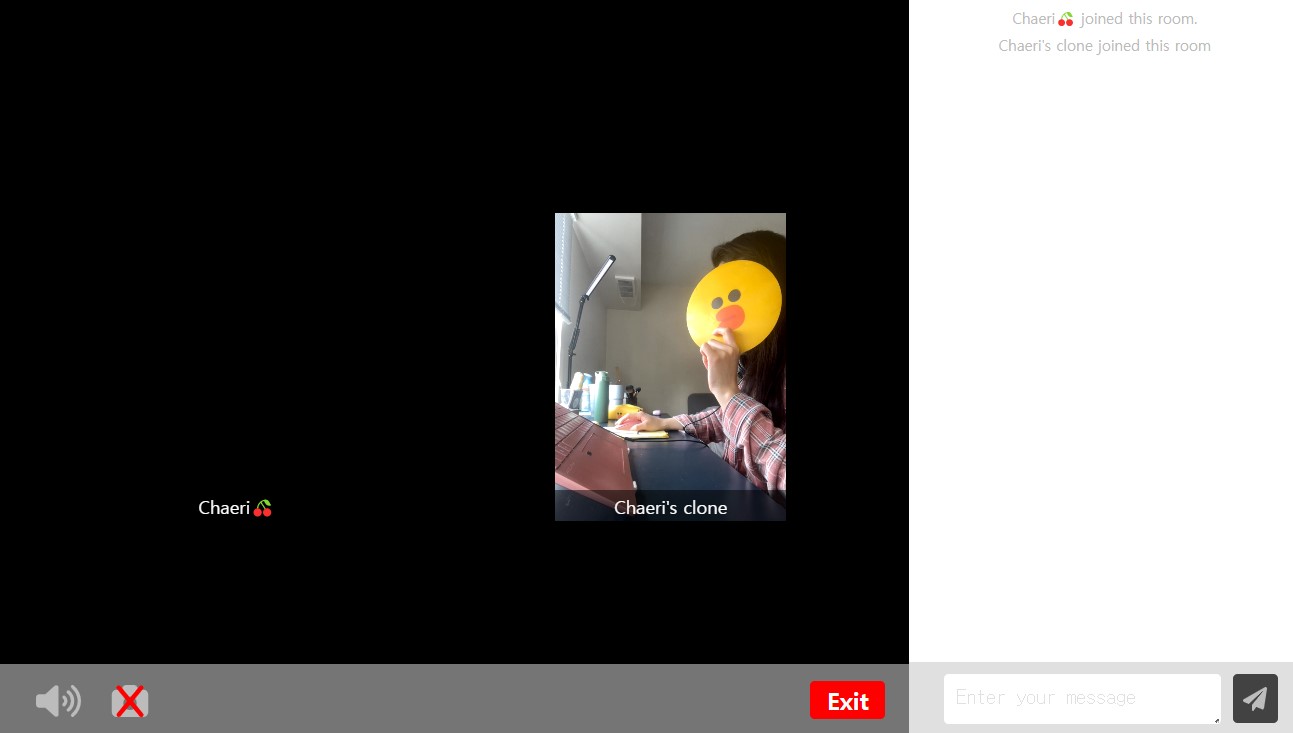 Chaeri🍒 joined this room.
Chaeri's clone joined this room
Chaeri🍒
Chaeri's clone
Exit
Enter your message